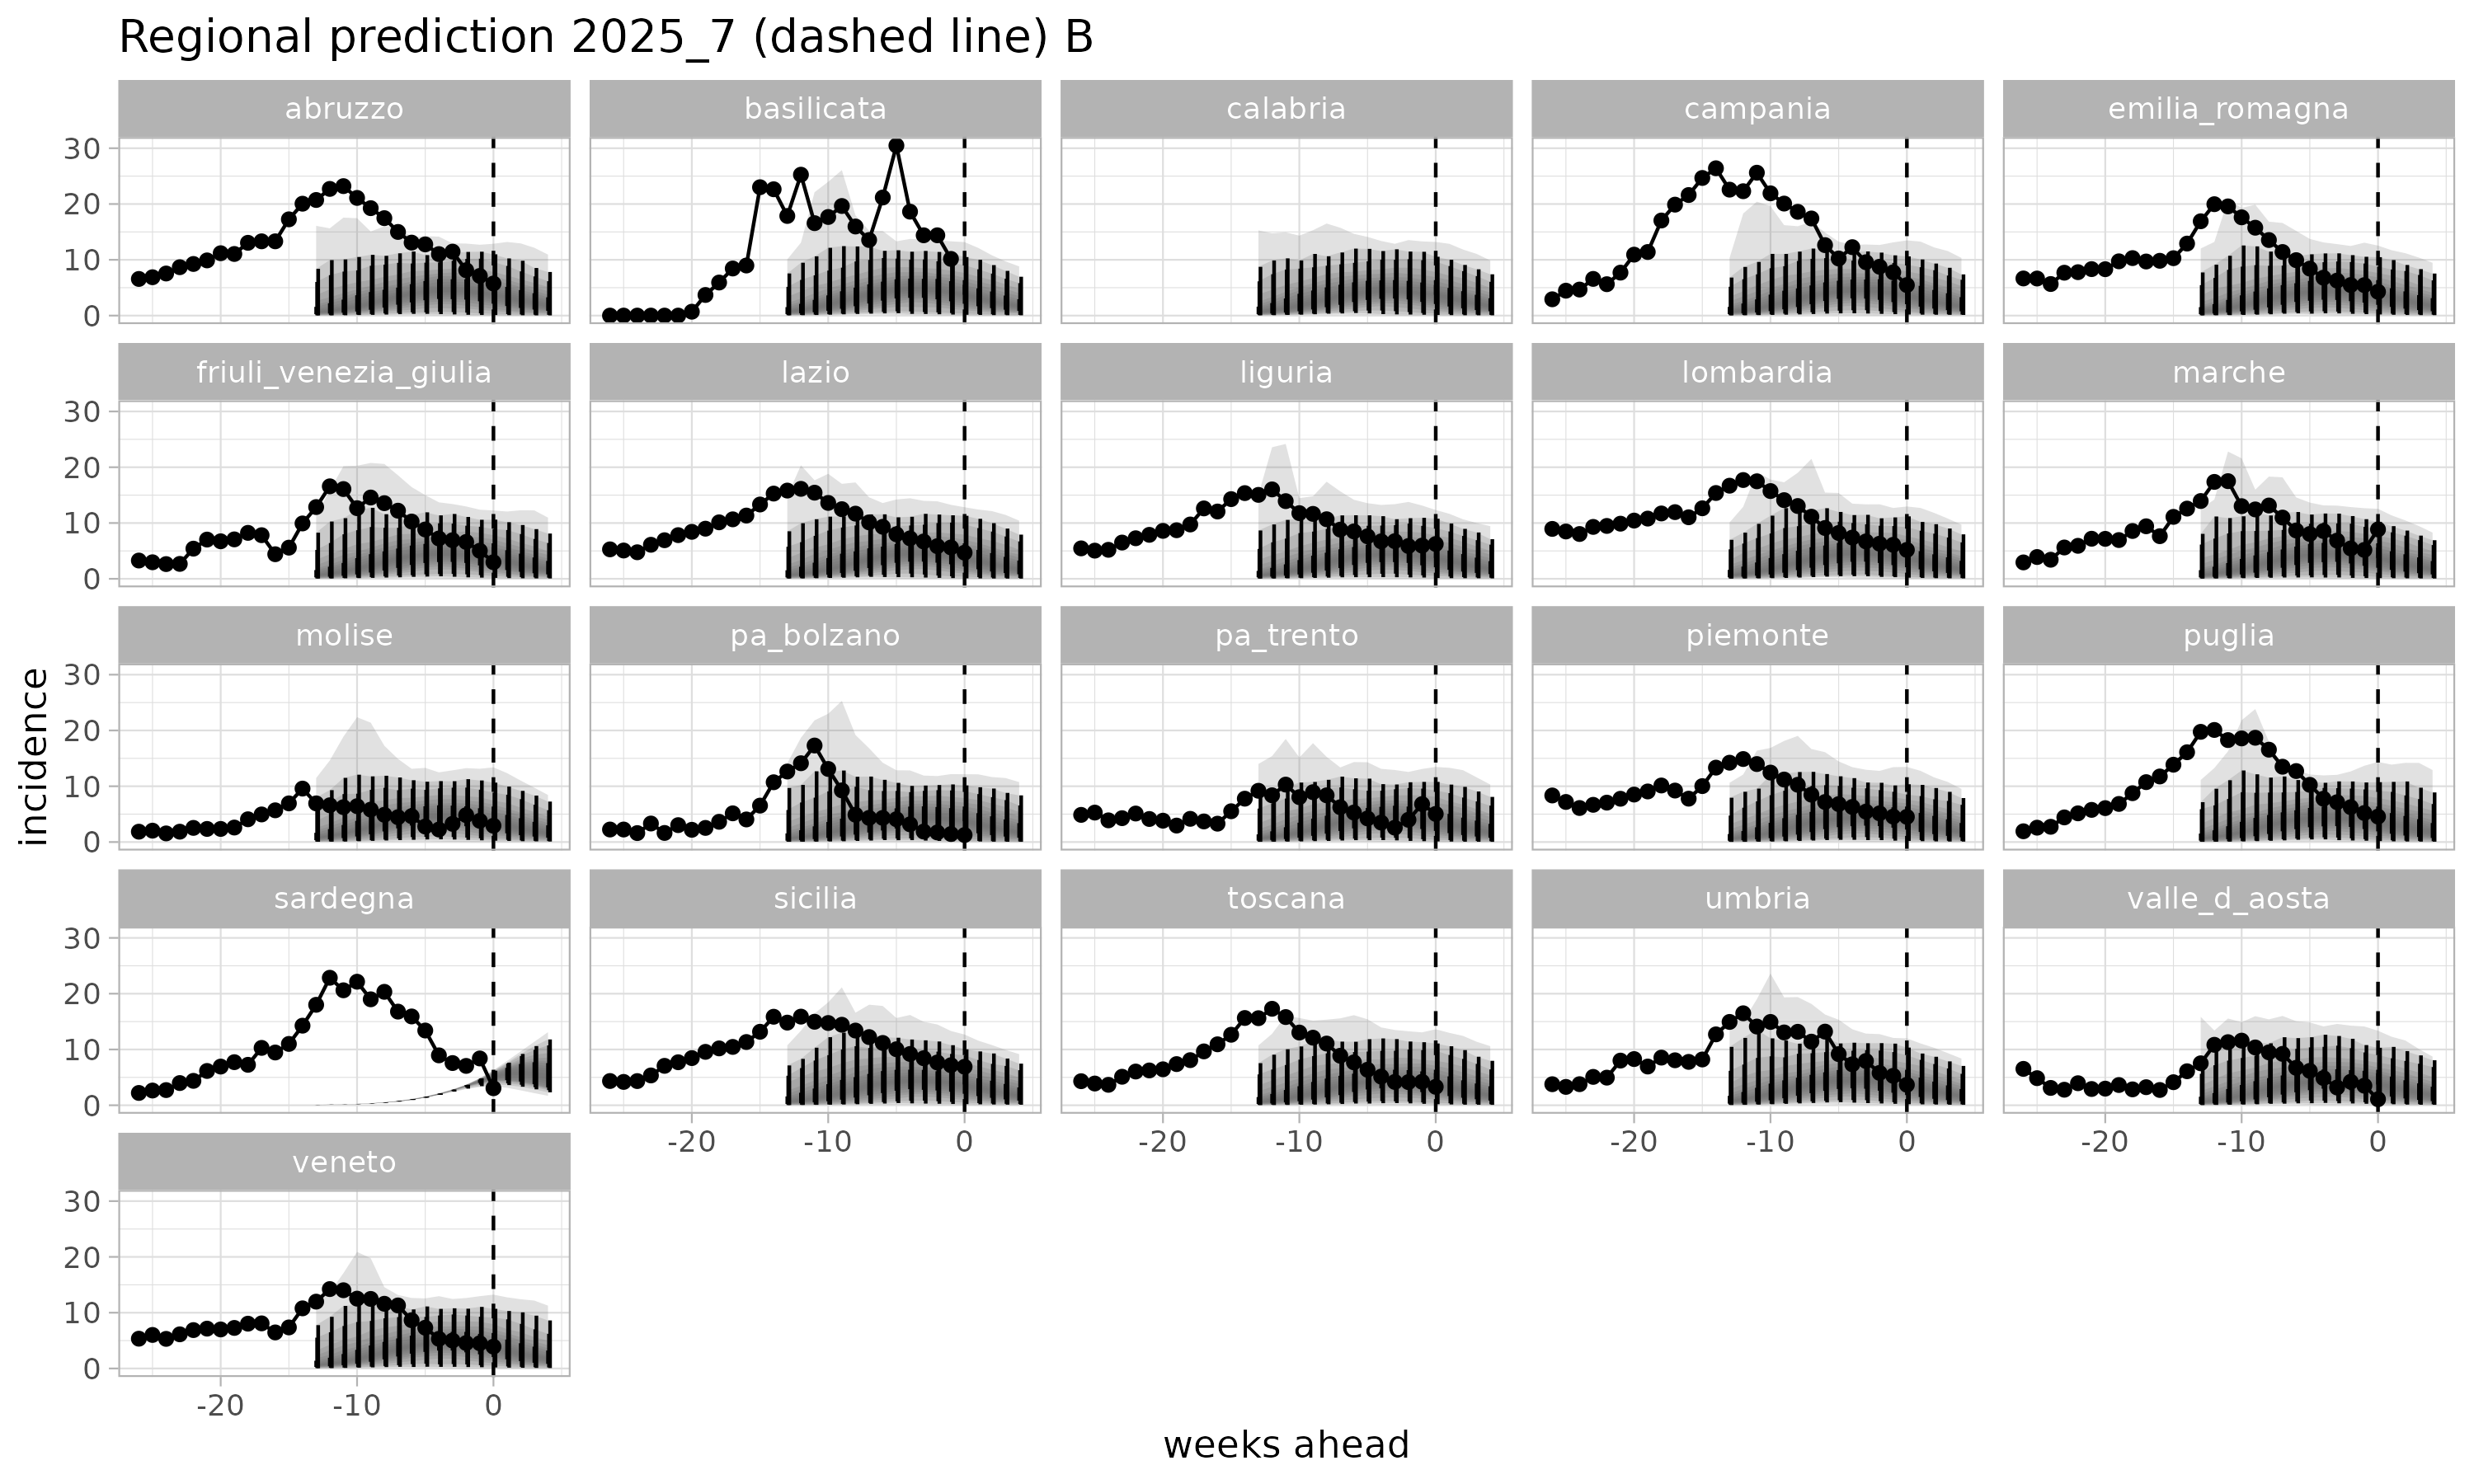 Regional prediction 2025_7 (dashed line) B
abruzzo basilicata calabria campania emilia_romagna
30
20
10
0
friuli_venezia_giulia lazio liguria lombardia marche
30
20
10
0
molise pa_bolzano pa_trento piemonte puglia
30
20
10
0
incidence
sardegna sicilia toscana umbria valle_d_aosta
30
20
10
0
-20 -10 0 -20 -10 0 -20 -10 0 -20 -10 0
veneto
30
20
10
0
-20 -10 0
weeks ahead